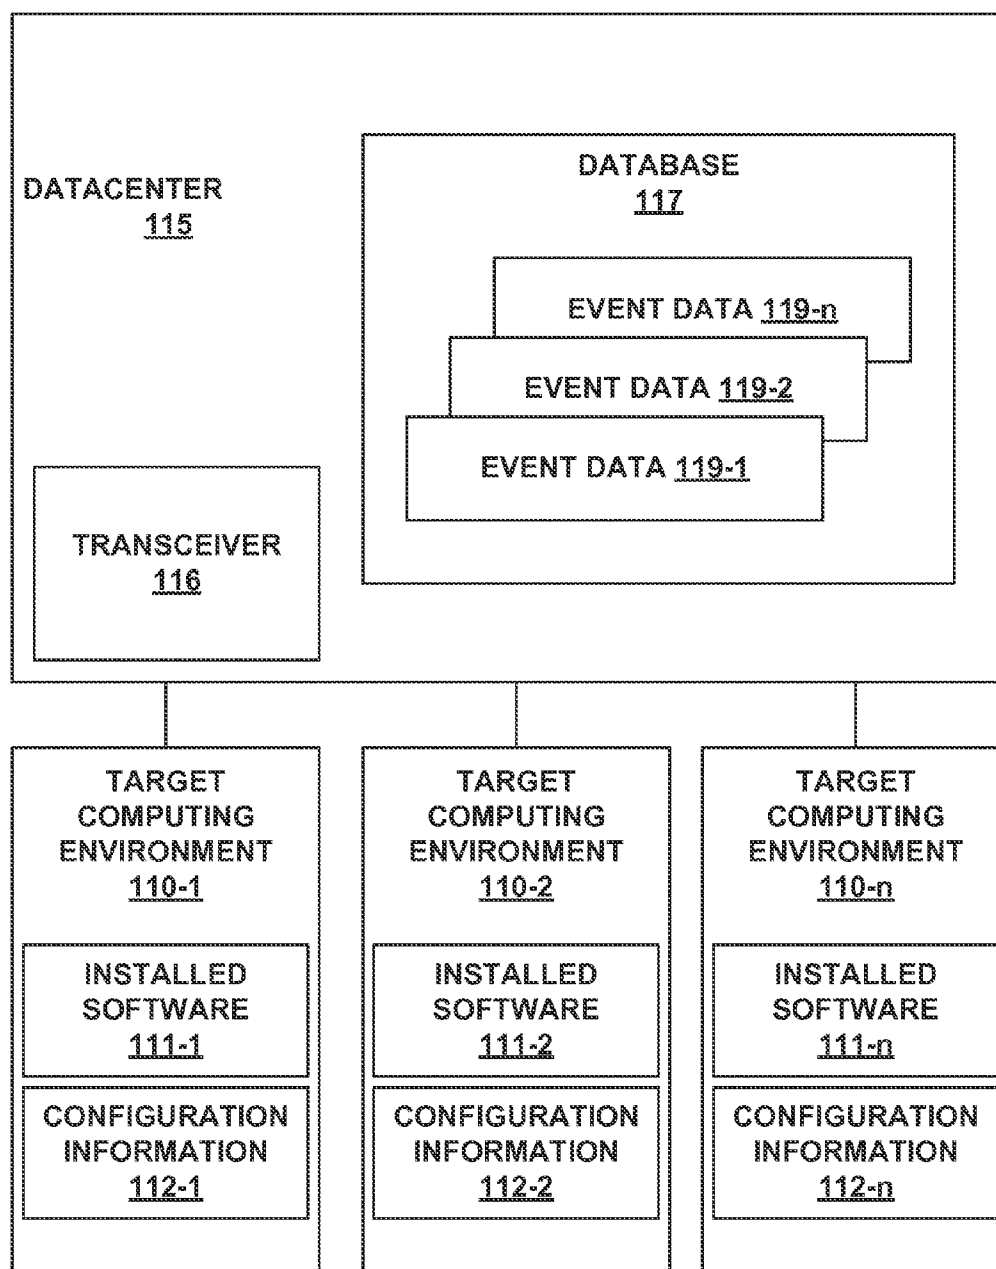 DATACENTER
115
DATABASE
117
EVENT DATA 119-n
EVENT DATA 119-2
EVENT DATA 119-1
TRANSCEIVER
116
TARGET
COMPUTING
ENVIRONMENT
110-1
INSTALLED
SOFTWARE
111-1
CONFIGURATION
INFORMATION
112-1
TARGET
COMPUTING
ENVIRONMENT
110-2
INSTALLED
SOFTWARE
111-2
CONFIGURATION
INFORMATION
112-2
TARGET
COMPUTING
ENVIRONMENT
110-n
INSTALLED
SOFTWARE
111-n
CONFIGURATION
INFORMATION
112-n